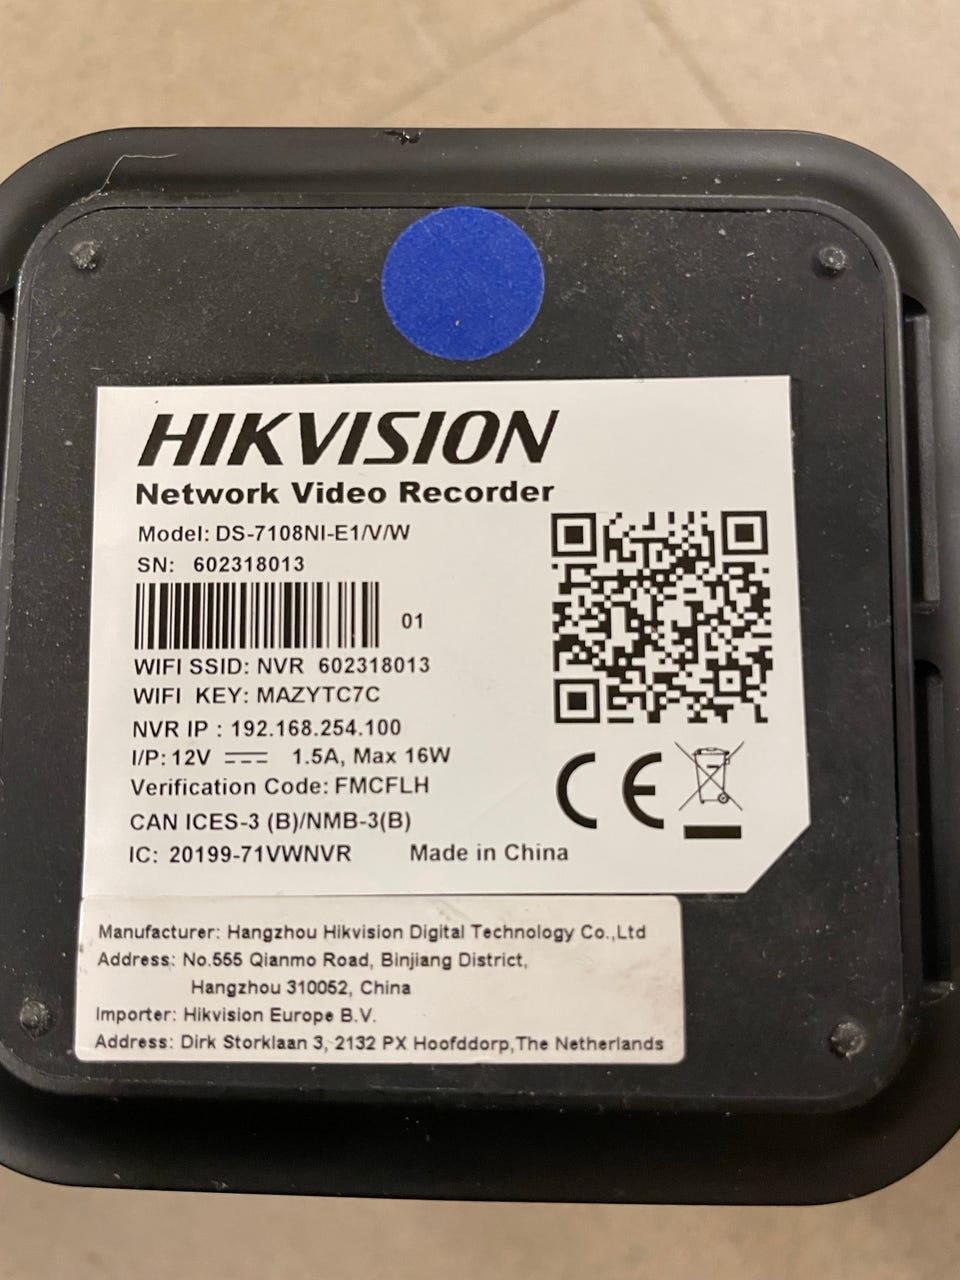 HIKVISION
Network Video Recorder
Model: DS-7108NI-E1/V/W
SN: 602318013
01
WIFI SSID: NVR 602318013
WIFI KEY: MAZYTC7C
NVR IP : 192.168.254.100
I/P: 12V ⎓ 1.5A, Max 16W
Verification Code: FMCFLH
CAN ICES-3 (B)/NMB-3(B)
IC: 20199-71VWNVR Made in China
CE
Manufacturer: Hangzhou Hikvision Digital Technology Co.,Ltd
Address: No.555 Qianmo Road, Binjiang District,
Hangzhou 310052, China
Importer: Hikvision Europe B.V.
Address: Dirk Storklaan 3, 2132 PX Hoofddorp,The Netherlands